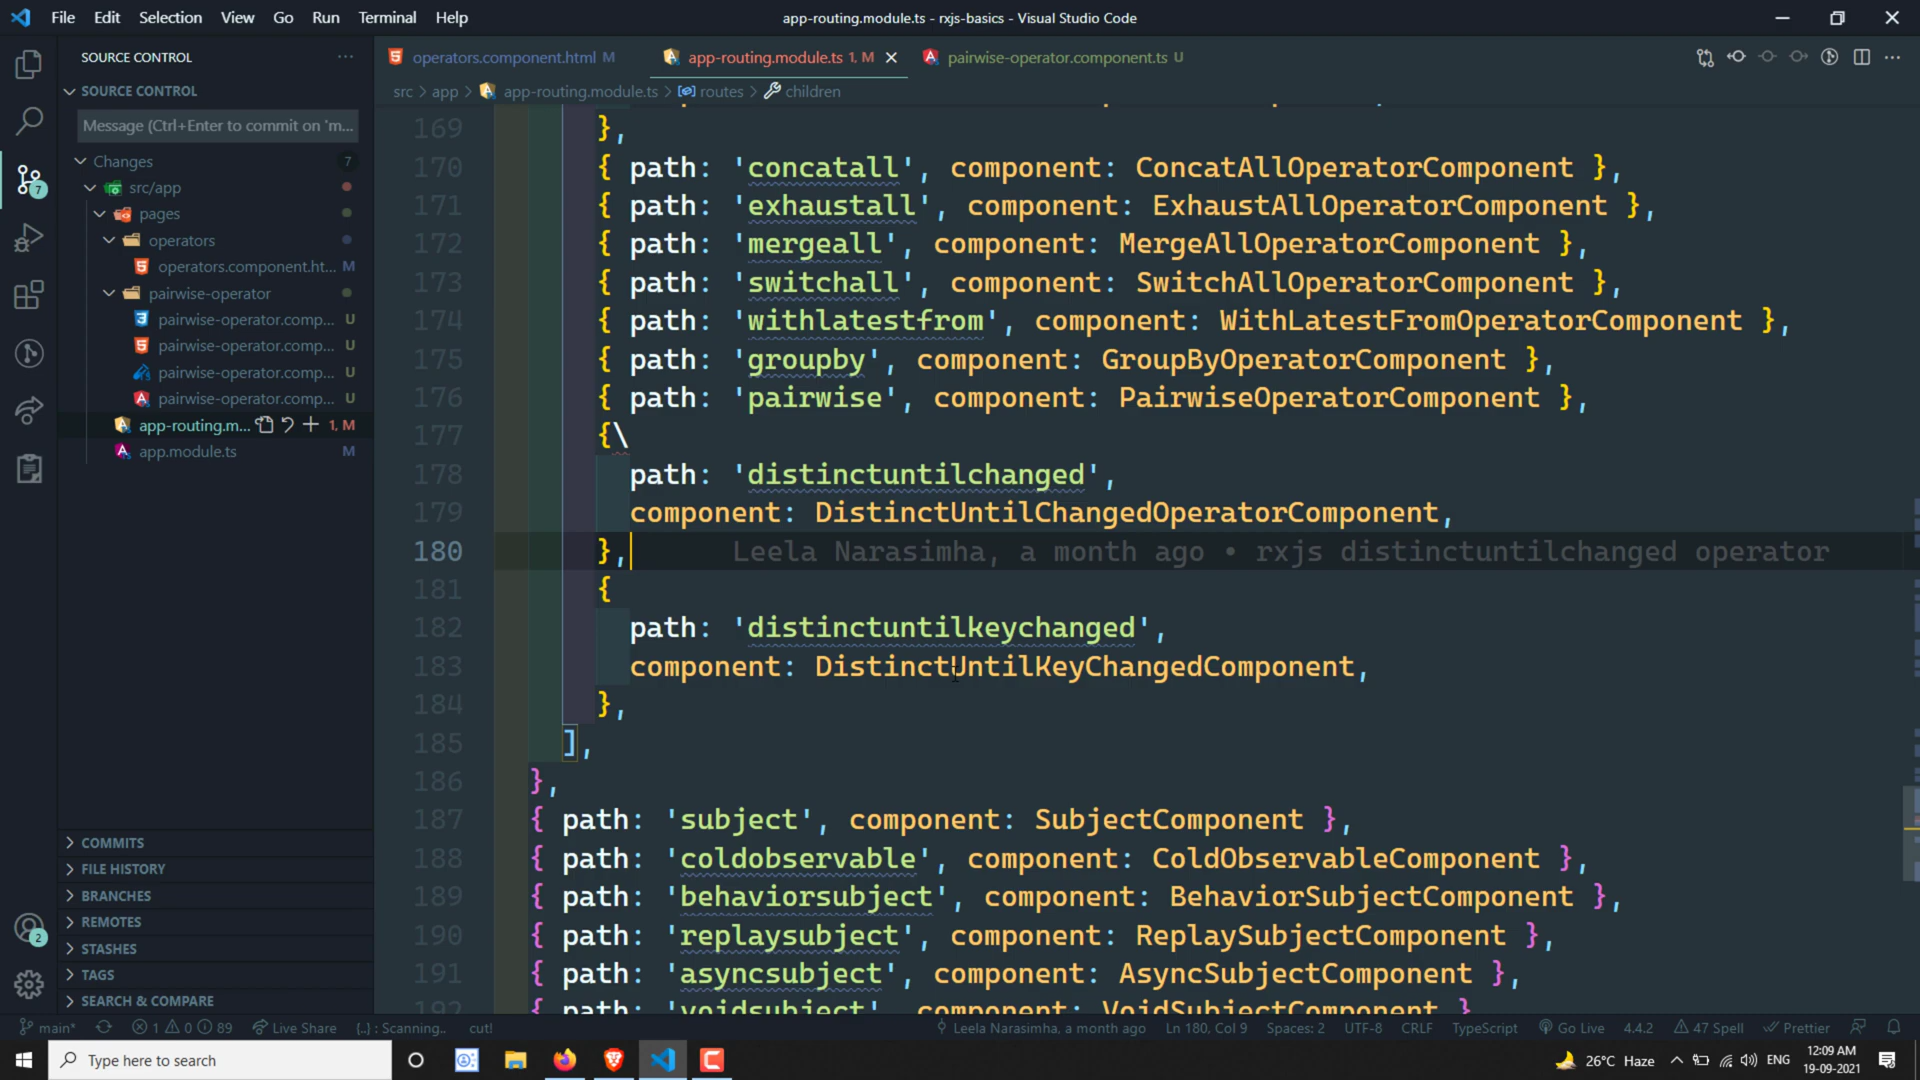 File Edit Selection View Go Run Terminal Help
app-routing.module.ts - rxjs-basics - Visual Studio Code
SOURCE CONTROL
operators.component.html M
app-routing.module.ts 1, M
pairwise-operator.component.ts U
SOURCE CONTROL
src > app > app-routing.module.ts > routes > children
Message (Ctrl+Enter to commit on 'm...
Changes 7
src/app
pages
operators
operators.component.ht... M
pairwise-operator
pairwise-operator.comp... U
pairwise-operator.comp... U
pairwise-operator.comp... U
pairwise-operator.comp... U
app-routing.m... 1, M
app.module.ts M
7
2
169 },
170 { path: 'concatall', component: ConcatAllOperatorComponent },
171 { path: 'exhaustall', component: ExhaustAllOperatorComponent },
172 { path: 'mergeall', component: MergeAllOperatorComponent },
173 { path: 'switchall', component: SwitchAllOperatorComponent },
174 { path: 'withlatestfrom', component: WithLatestFromOperatorComponent },
175 { path: 'groupby', component: GroupByOperatorComponent },
176 { path: 'pairwise', component: PairwiseOperatorComponent },
177 {\
178 path: 'distinctuntilchanged',
179 component: DistinctUntilChangedOperatorComponent,
180 }, Leela Narasimha, a month ago • rxjs distinctuntilchanged operator
181 {
182 path: 'distinctuntilkeychanged',
183 component: DistinctUntilKeyChangedComponent,
184 },
185 ],
186 },
187 { path: 'subject', component: SubjectComponent },
188 { path: 'coldobservable', component: ColdObservableComponent },
189 { path: 'behaviorsubject', component: BehaviorSubjectComponent },
190 { path: 'replaysubject', component: ReplaySubjectComponent },
191 { path: 'asyncsubject', component: AsyncSubjectComponent },
192 { path: 'voidsubject', component: VoidSubjectComponent }
COMMITS
FILE HISTORY
BRANCHES
REMOTES
STASHES
TAGS
SEARCH & COMPARE
main* 1 0 89 Live Share {..} : Scanning.. cut! Leela Narasimha, a month ago Ln 180, Col 9 Spaces: 2 UTF-8 CRLF TypeScript Go Live 4.4.2 47 Spell Prettier
Type here to search
26°C Haze ENG
12:09 AM
19-09-2021